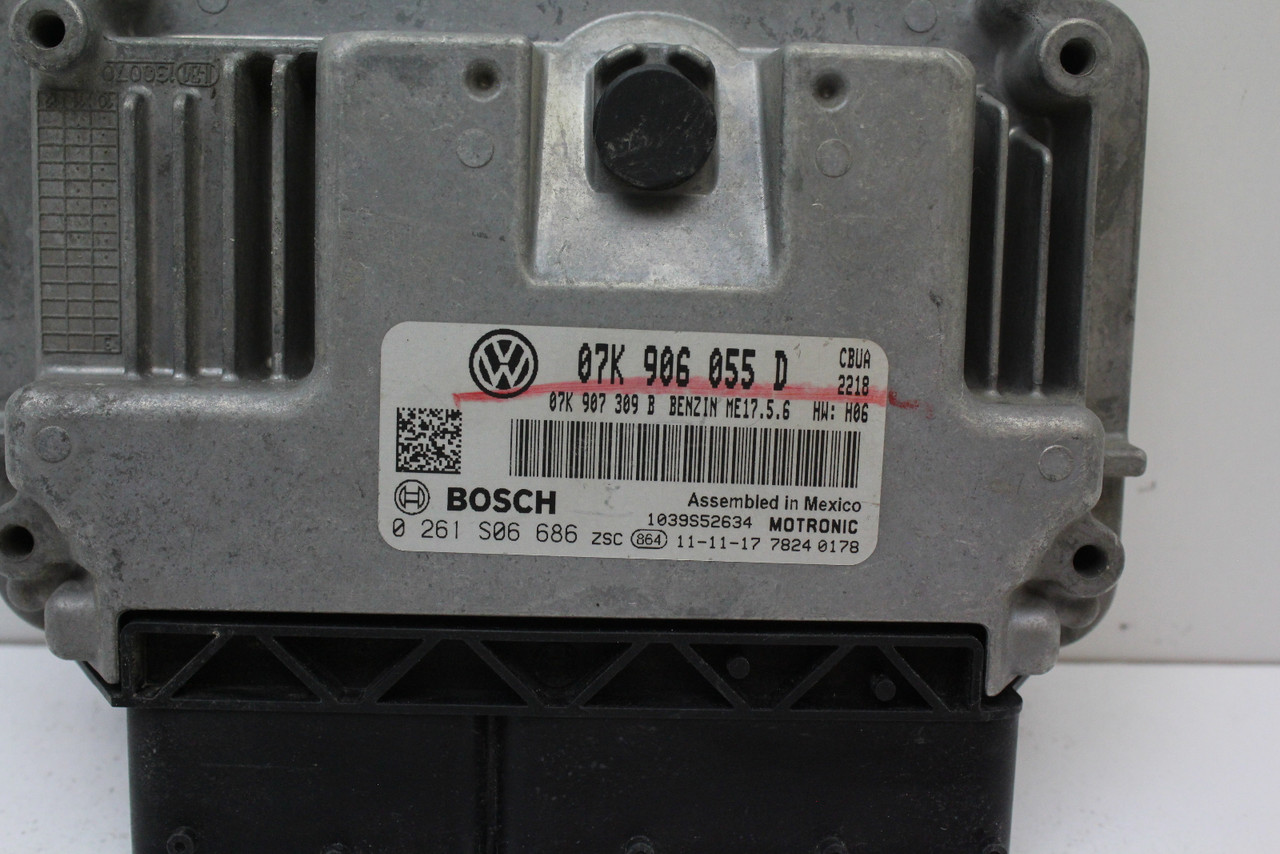 07K 906 055 D
CBUA
2218
07K 907 309 B BENZIN ME17.5.6 HW: H06
BOSCH
Assembled in Mexico
1039S52634 MOTRONIC
0 261 S06 686 ZSC 864 11-11-17 7824 0178